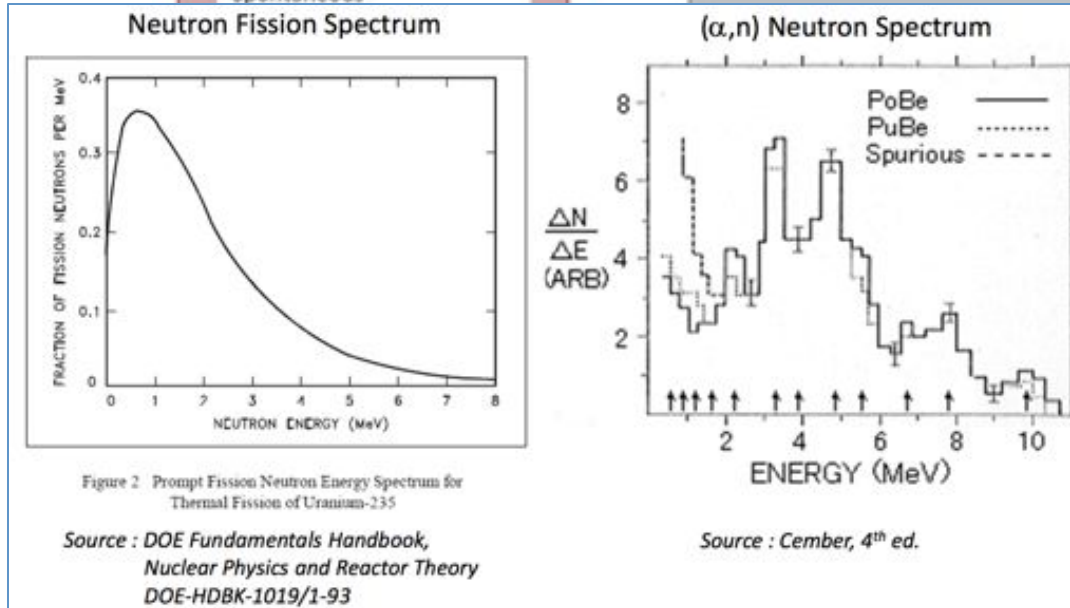 spontaneous
Neutron Fission Spectrum
FRACTION OF FISSION NEUTRONS PER MeV
0.4
0.3
0.2
0.1
0
0 1 2 3 4 5 6 7 8
NEUTRON ENERGY (MeV)
Figure 2 Prompt Fission Neutron Energy Spectrum for
Thermal Fission of Uranium-235
Source : DOE Fundamentals Handbook,
Nuclear Physics and Reactor Theory
DOE-HDBK-1019/1-93
(α,n) Neutron Spectrum
PoBe
PuBe
Spurious
ΔN
ΔE
(ARB)
8
6
4
2
2 4 6 8 10
ENERGY (MeV)
Source : Cember, 4th ed.